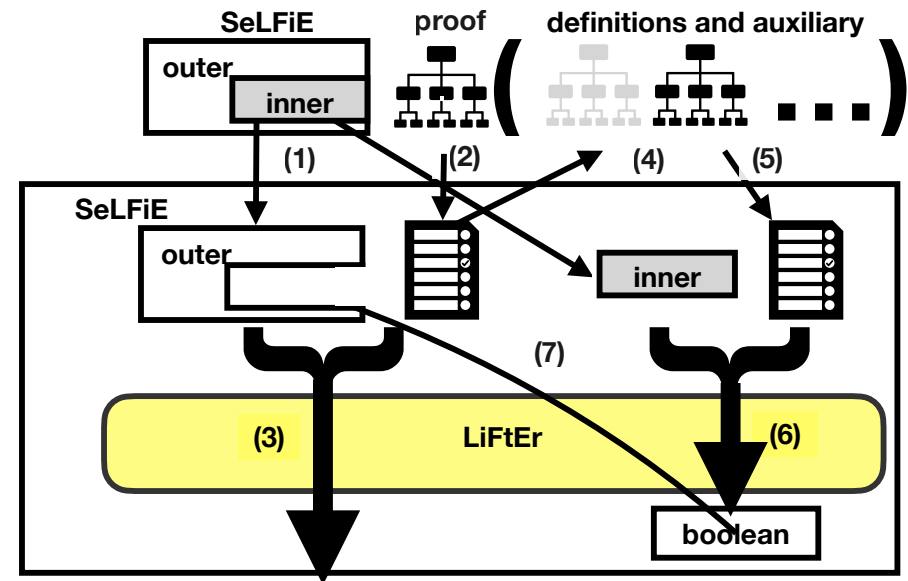 SeLFiE
proof
definitions and auxiliary
outer
inner
(1)
(2)
(4)
(5)
SeLFiE
outer
inner
(7)
(3)
LiFtEr
(6)
boolean